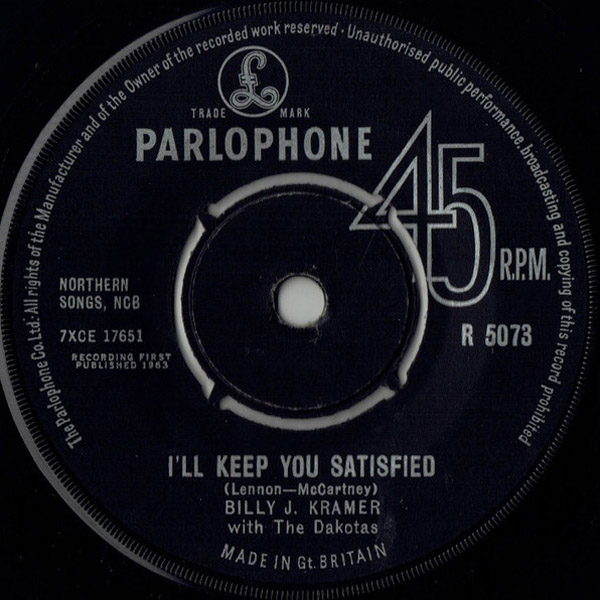 The Parlophone Co. Ltd. All rights of the Manufacturer and of the Owner of the recorded work reserved · Unauthorised public performance, broadcasting and copying of this record prohibited
£
TRADE MARK
PARLOPHONE
45
R.P.M.
NORTHERN
SONGS, NCB
7XCE 17651
RECORDING FIRST
PUBLISHED 1963
R 5073
I'LL KEEP YOU SATISFIED
(Lennon—McCartney)
BILLY J. KRAMER
with The Dakotas
MADE IN Gt. BRITAIN